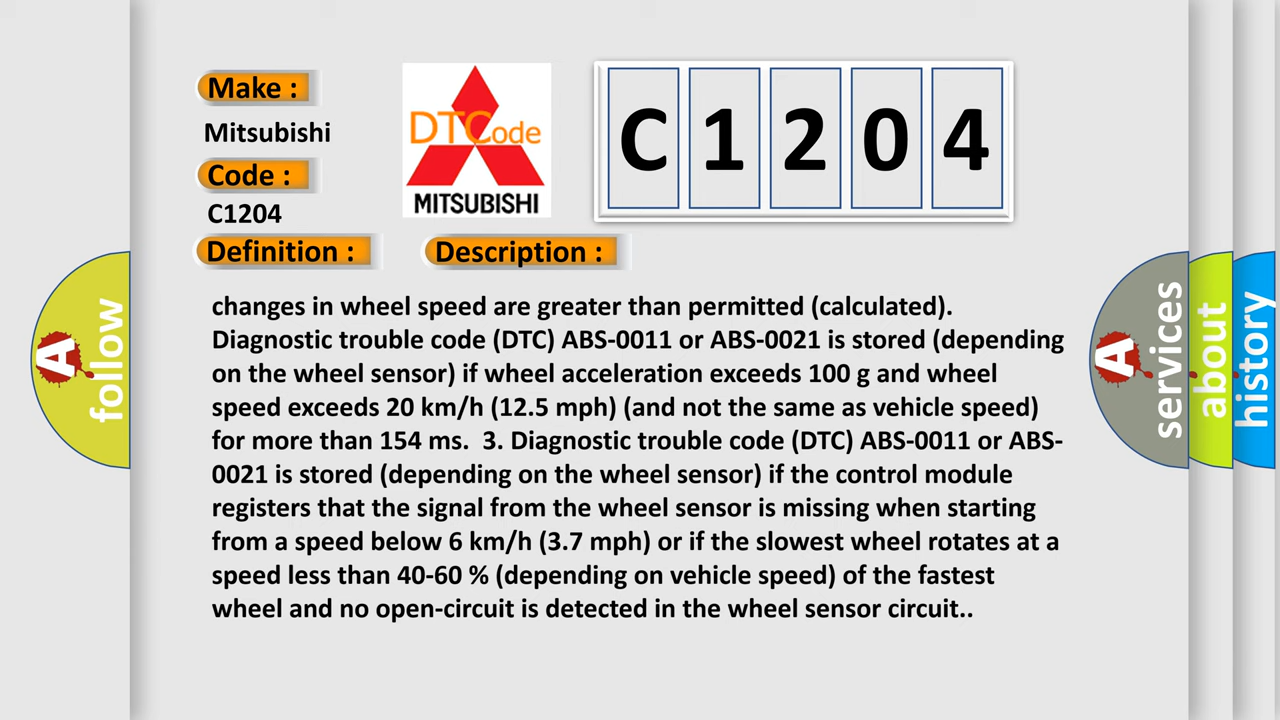 Make :
Mitsubishi
Code :
C1204
Definition :
Description :
DTCode
MITSUBISHI
C1204
changes in wheel speed are greater than permitted (calculated).
Diagnostic trouble code (DTC) ABS-0011 or ABS-0021 is stored (depending
on the wheel sensor) if wheel acceleration exceeds 100 g and wheel
speed exceeds 20 km/h (12.5 mph) (and not the same as vehicle speed)
for more than 154 ms. 3 Diagnostic trouble code (DTC) ABS-0011 or ABS-
0021 is stored (depending on the wheel sensor) if the control module
registers that the signal from the wheel sensor is missing when starting
from a speed below 6 km/h (3.7 mph) or if the slowest wheel rotates at a
speed less than 40-60 % (depending on vehicle speed) of the fastest
wheel and no open-circuit is detected in the wheel sensor circuit..
A
follow
A
services
about
history